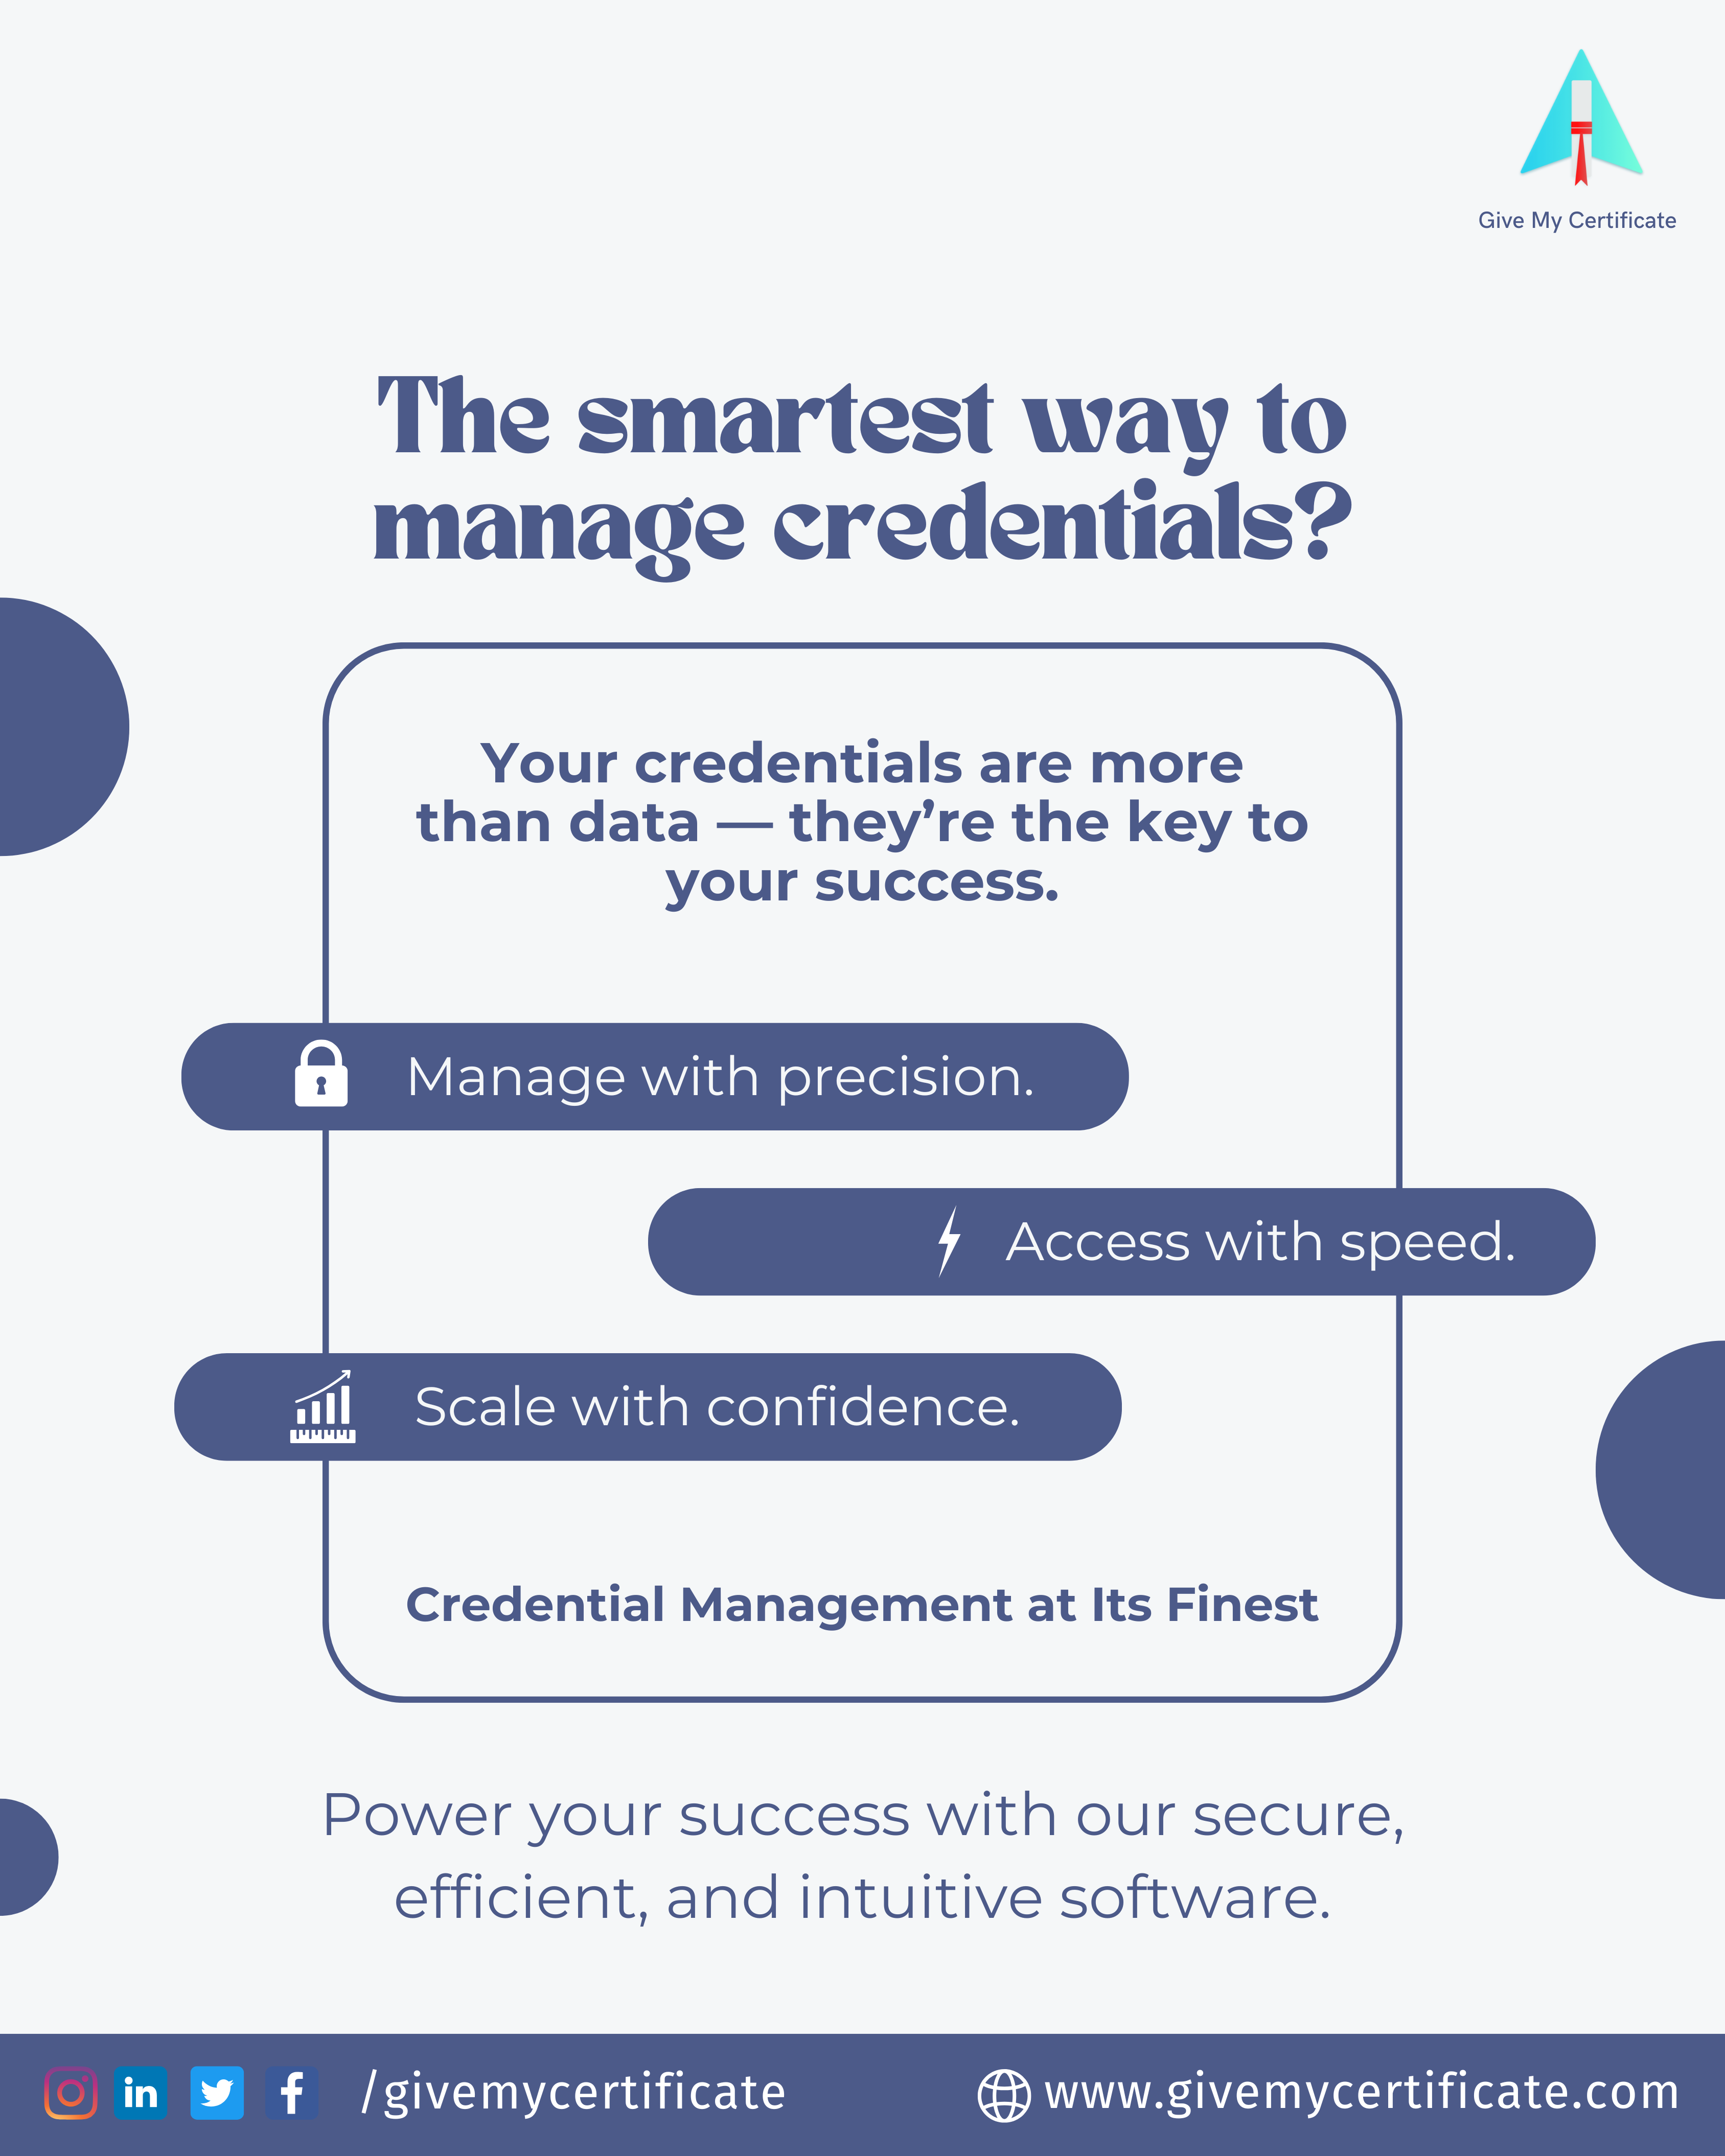 Give My Certificate
The smartest way to
manage credentials?
Your credentials are more
than data — they’re the key to
your success.
Manage with precision.
Access with speed.
Scale with confidence.
Credential Management at Its Finest
Power your success with our secure,
efficient, and intuitive software.
in f /givemycertificate www.givemycertificate.com